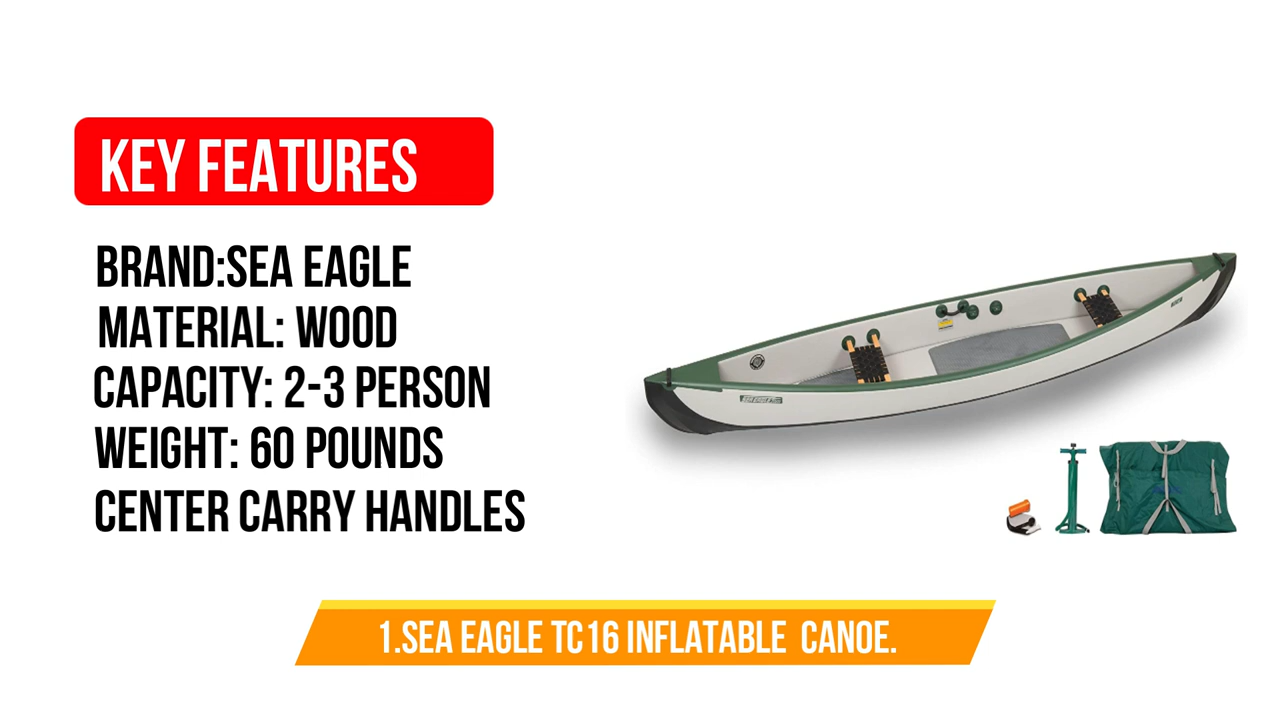 KEY FEATURES
BRAND:SEA EAGLE
MATERIAL: WOOD
CAPACITY: 2-3 PERSON
WEIGHT: 60 POUNDS
CENTER CARRY HANDLES
1.SEA EAGLE TC16 INFLATABLE CANOE.